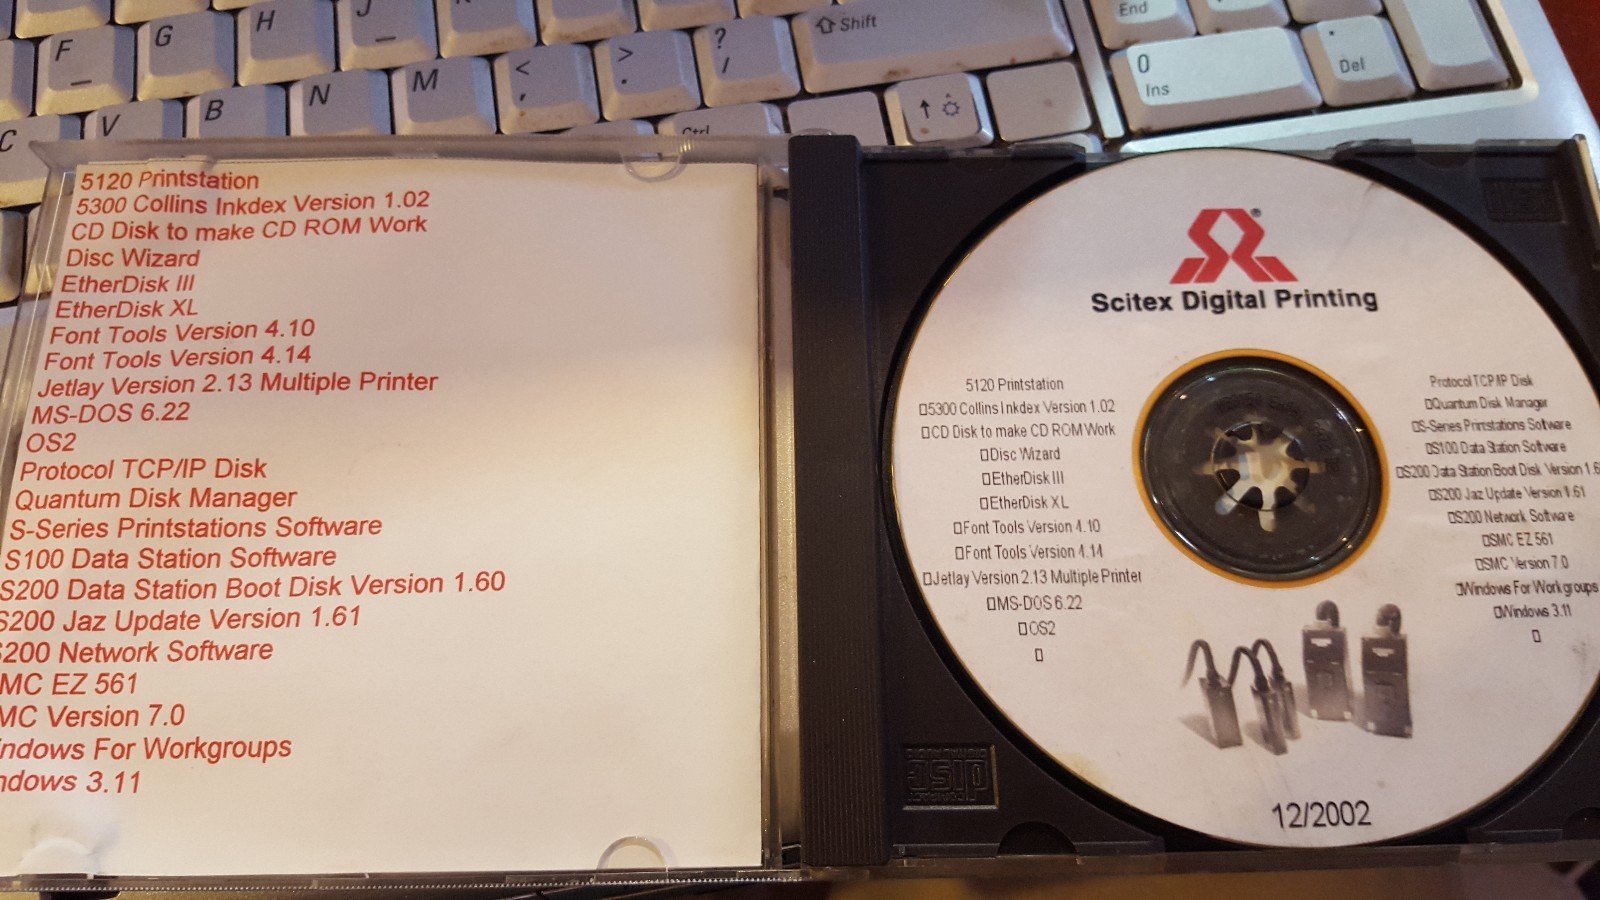 End
F
G
H
J
⇧ Shift
0
Ins
.
Del
C
V
B
N
M
<
,
>
.
?
/
Ctrl
↑
5120 Printstation
5300 Collins Inkdex Version 1.02
CD Disk to make CD ROM Work
Disc Wizard
EtherDisk III
EtherDisk XL
Font Tools Version 4.10
Font Tools Version 4.14
Jetlay Version 2.13 Multiple Printer
MS-DOS 6.22
OS2
Protocol TCP/IP Disk
Quantum Disk Manager
S-Series Printstations Software
S100 Data Station Software
S200 Data Station Boot Disk Version 1.60
S200 Jaz Update Version 1.61
S200 Network Software
MC EZ 561
MC Version 7.0
ndows For Workgroups
ndows 3.11
®
Scitex Digital Printing
5120 Printstation
▯5300 Collins Inkdex Version 1.02
▯CD Disk to make CD ROM Work
▯Disc Wizard
▯EtherDisk III
▯EtherDisk XL
▯Font Tools Version 4.10
▯Font Tools Version 4.14
▯Jetlay Version 2.13 Multiple Printer
▯MS-DOS 6.22
▯OS2
▯
Protocol TCP/IP Disk
▯Quantum Disk Manager
▯S-Series Printstations Software
▯S100 Data Station Software
▯S200 Data Station Boot Disk Version 1.6
▯S200 Jaz Update Version 1.61
▯S200 Network Software
▯SMC EZ 561
▯SMC Version 7.0
▯Windows For Workgroups
▯Windows 3.11
▯
12/2002